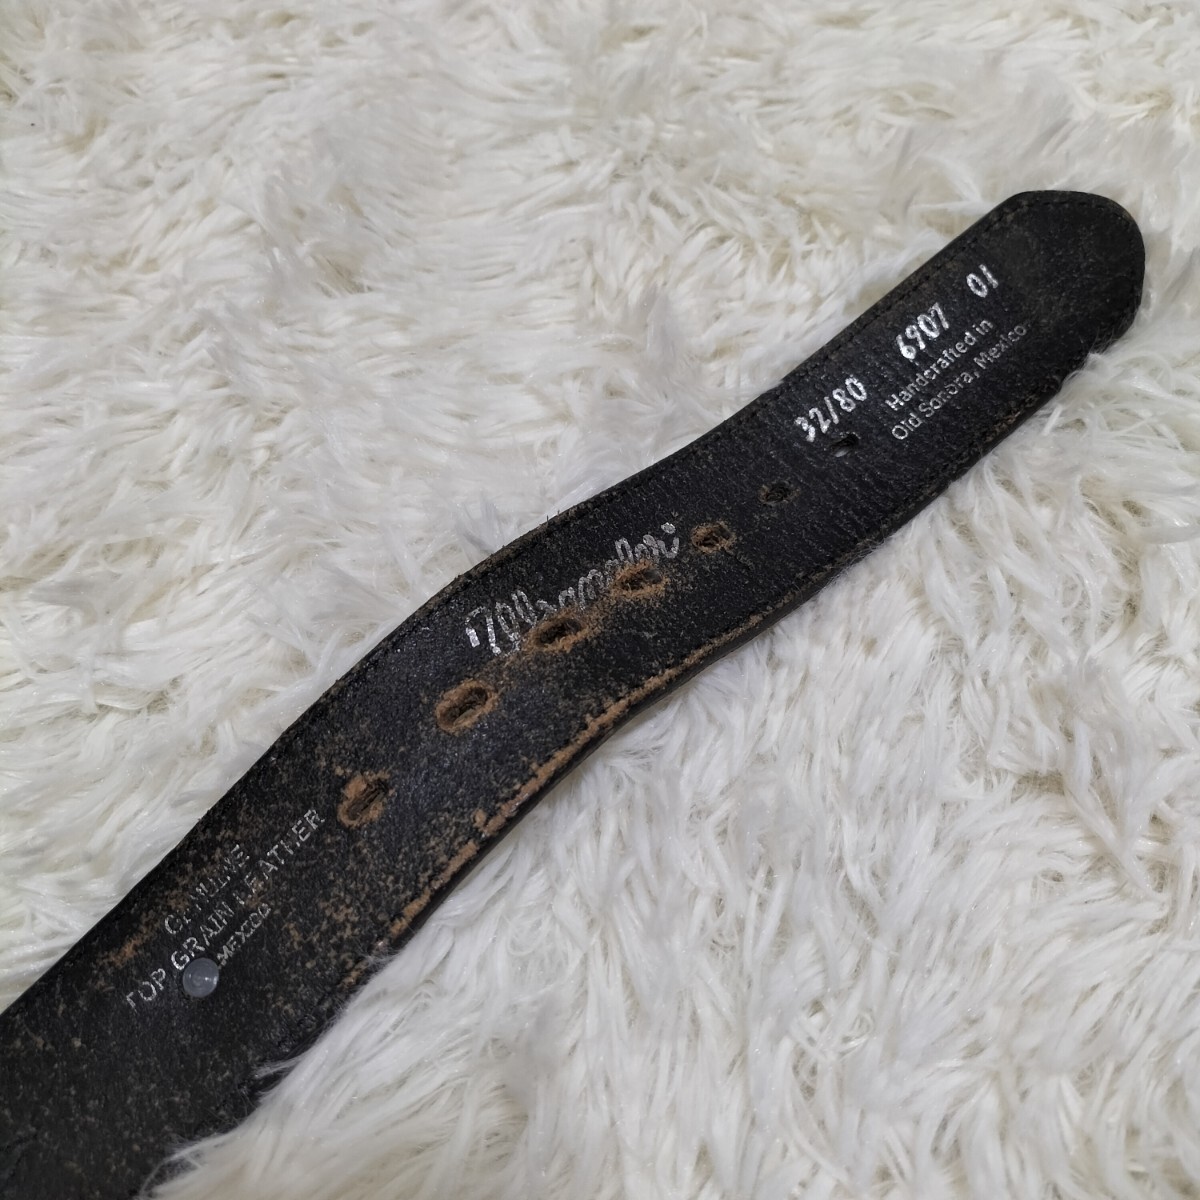 32/80 6907 01
Handcrafted in
Old Sonora, Mexico
Wrangler
GENUINE
TOP GRAIN LEATHER
MEXICO